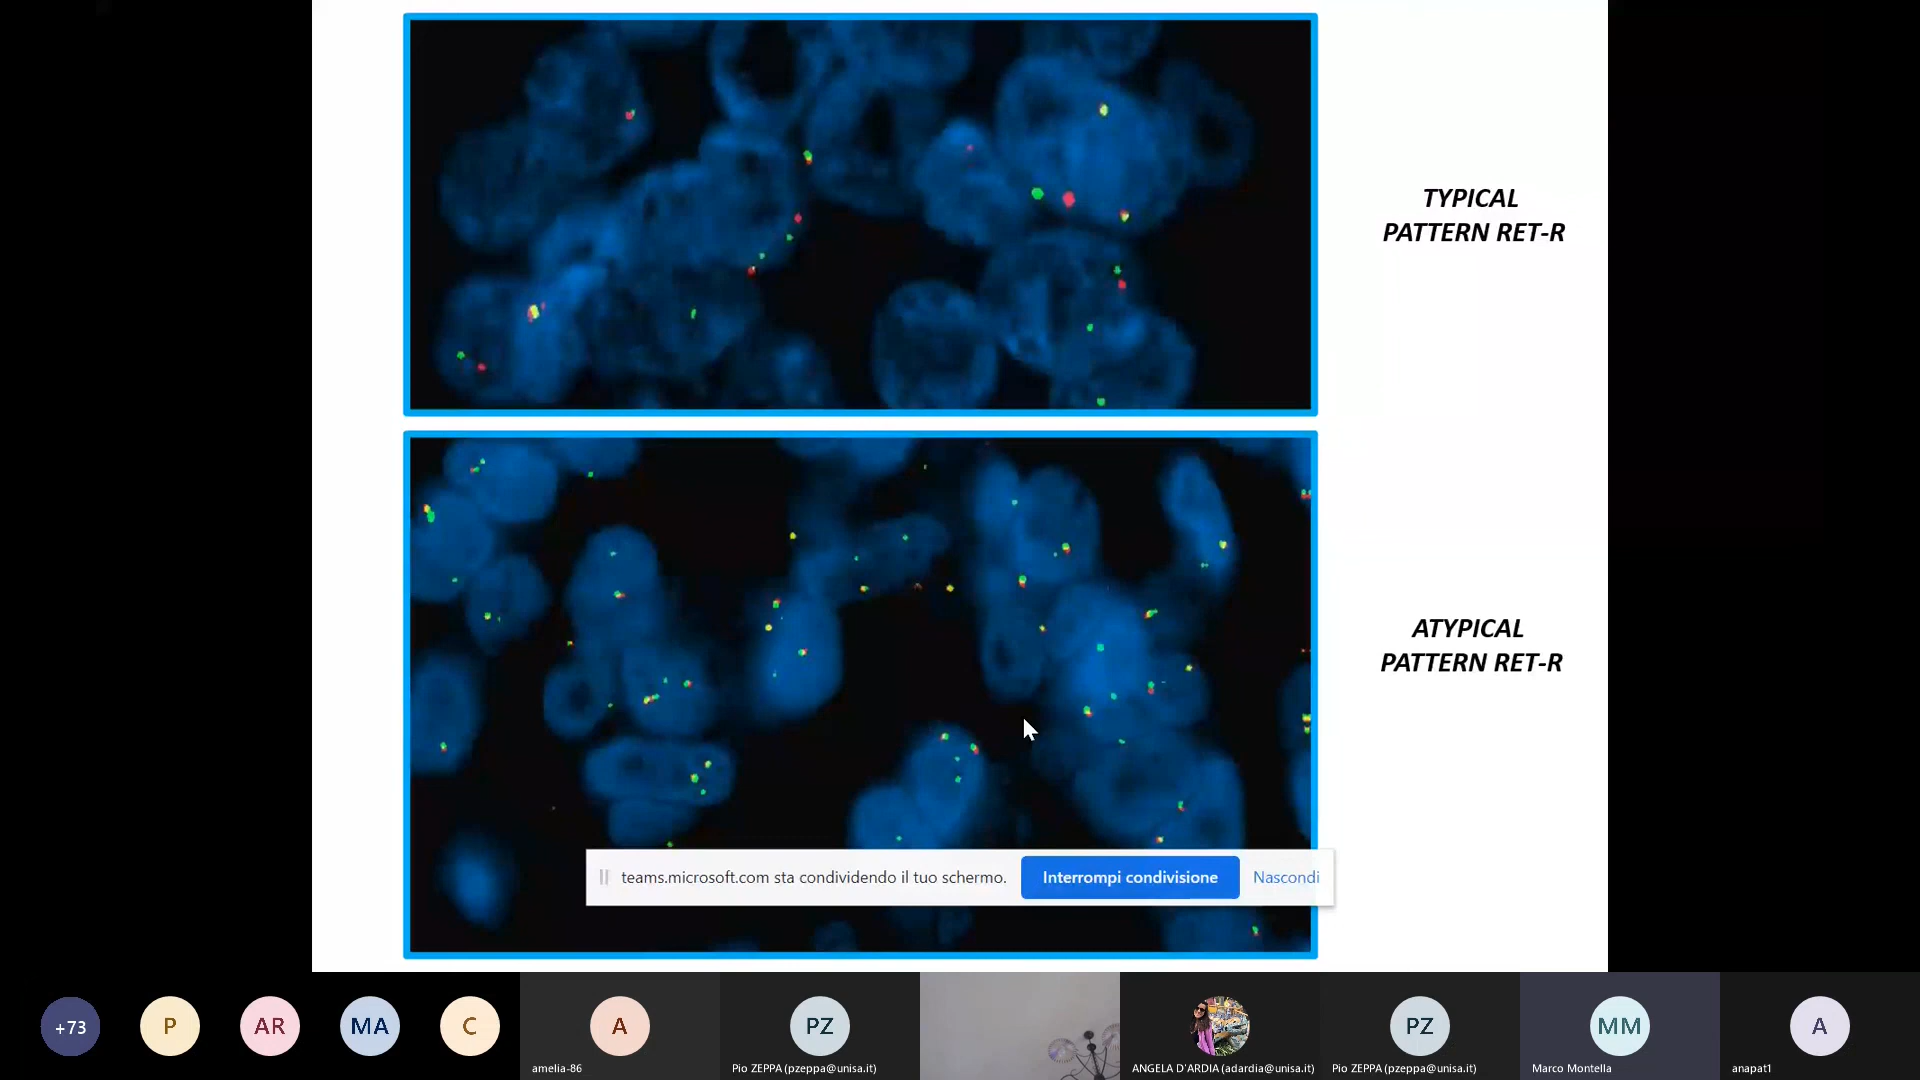 TYPICAL
PATTERN RET-R
ATYPICAL
PATTERN RET-R
teams.microsoft.com sta condividendo il tuo schermo.
Interrompi condivisione
Nascondi
+73
P
AR
MA
C
A
PZ
PZ
MM
A
amelia-86
Pio ZEPPA (pzeppa@unisa.it)
ANGELA D'ARDIA (adardia@unisa.it)
Pio ZEPPA (pzeppa@unisa.it)
Marco Montella
anapat1